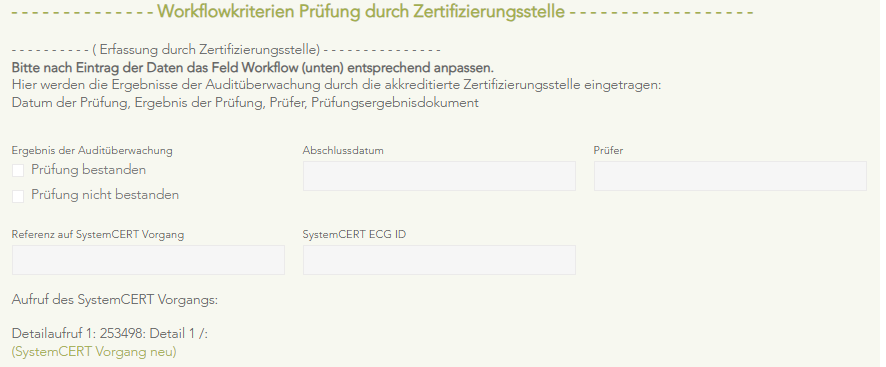 - - - - - - - - - - - - - - - Workflowkriterien Prüfung durch Zertifizierungsstelle - - - - - - - - - - - - - - - - - - -
- - - - - - - - - - ( Erfassung durch Zertifizierungsstelle) - - - - - - - - - - - - - - -
Bitte nach Eintrag der Daten das Feld Workflow (unten) entsprechend anpassen.
Hier werden die Ergebnisse der Auditüberwachung durch die akkreditierte Zertifizierungsstelle eingetragen:
Datum der Prüfung, Ergebnis der Prüfung, Prüfer, Prüfungsergebnisdokument
Ergebnis der Auditüberwachung
Prüfung bestanden
Prüfung nicht bestanden
Abschlussdatum
Prüfer
Referenz auf SystemCERT Vorgang
SystemCERT ECG ID
Aufruf des SystemCERT Vorgangs:
Detailaufruf 1: 253498: Detail 1 /:
(SystemCERT Vorgang neu)